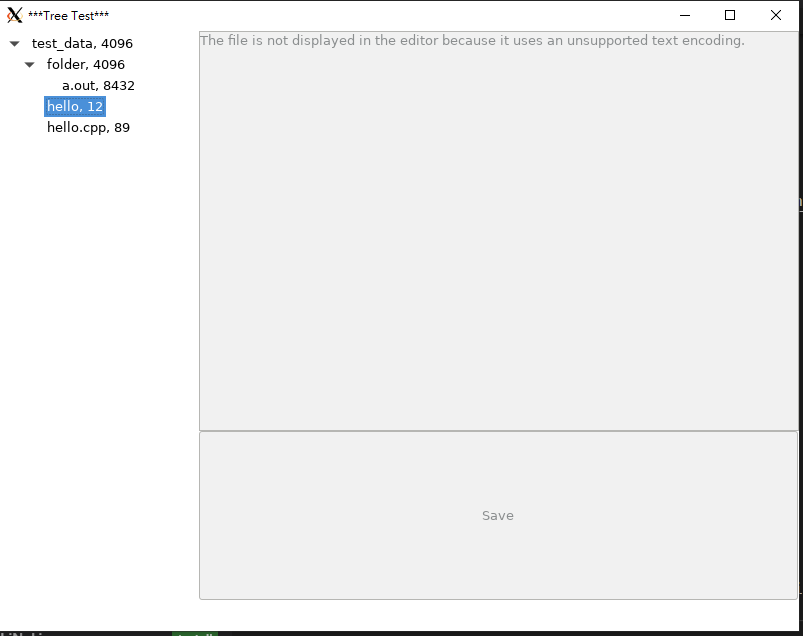 ***Tree Test***
test_data, 4096
folder, 4096
a.out, 8432
hello, 12
hello.cpp, 89
The file is not displayed in the editor because it uses an unsupported text encoding.
Save